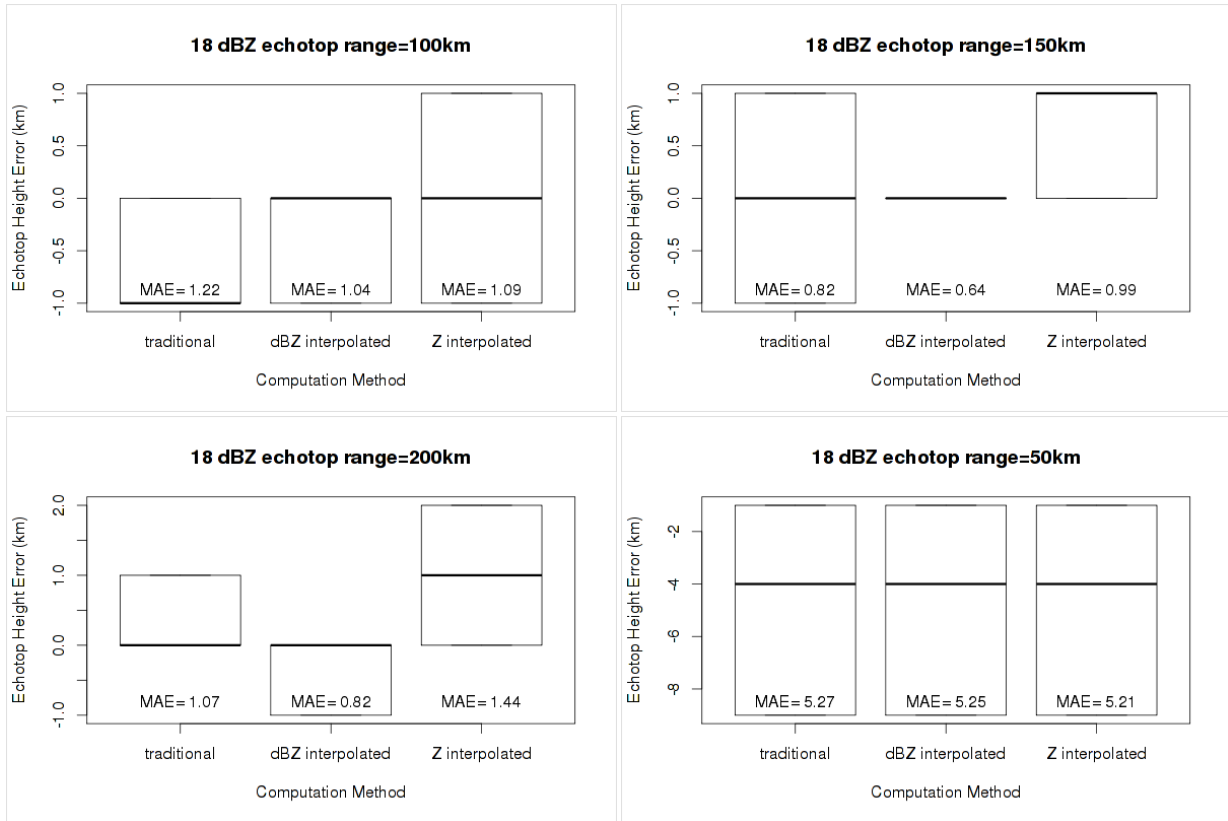 18 dBZ echotop range=100km
Echotop Height Error (km)
1.0
0.5
0.0
-0.5
-1.0
MAE= 1.22 MAE= 1.04 MAE= 1.09
traditional dBZ interpolated Z interpolated
Computation Method
18 dBZ echotop range=150km
Echotop Height Error (km)
1.0
0.5
0.0
-0.5
-1.0
MAE= 0.82 MAE= 0.64 MAE= 0.99
traditional dBZ interpolated Z interpolated
Computation Method
18 dBZ echotop range=200km
Echotop Height Error (km)
2.0
1.0
0.0
-1.0
MAE= 1.07 MAE= 0.82 MAE= 1.44
traditional dBZ interpolated Z interpolated
Computation Method
18 dBZ echotop range=50km
Echotop Height Error (km)
-2
-4
-6
-8
MAE= 5.27 MAE= 5.25 MAE= 5.21
traditional dBZ interpolated Z interpolated
Computation Method